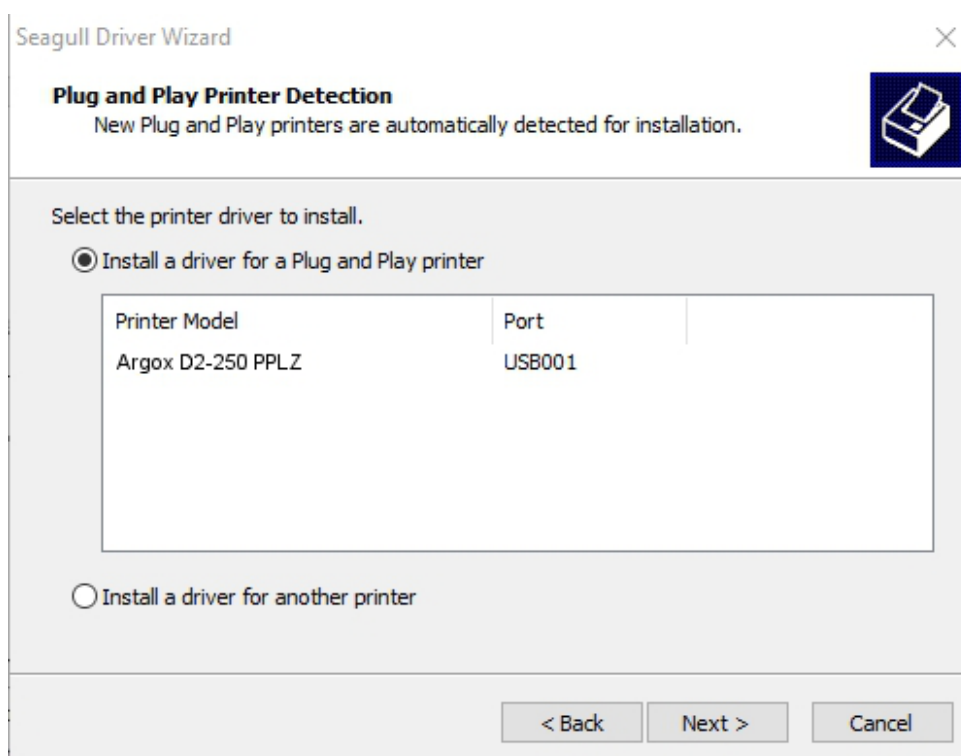 Seagull Driver Wizard
Plug and Play Printer Detection
New Plug and Play printers are automatically detected for installation.
Select the printer driver to install.
Install a driver for a Plug and Play printer
Printer Model Port
Argox D2-250 PPLZ USB001
Install a driver for another printer
< Back Next > Cancel